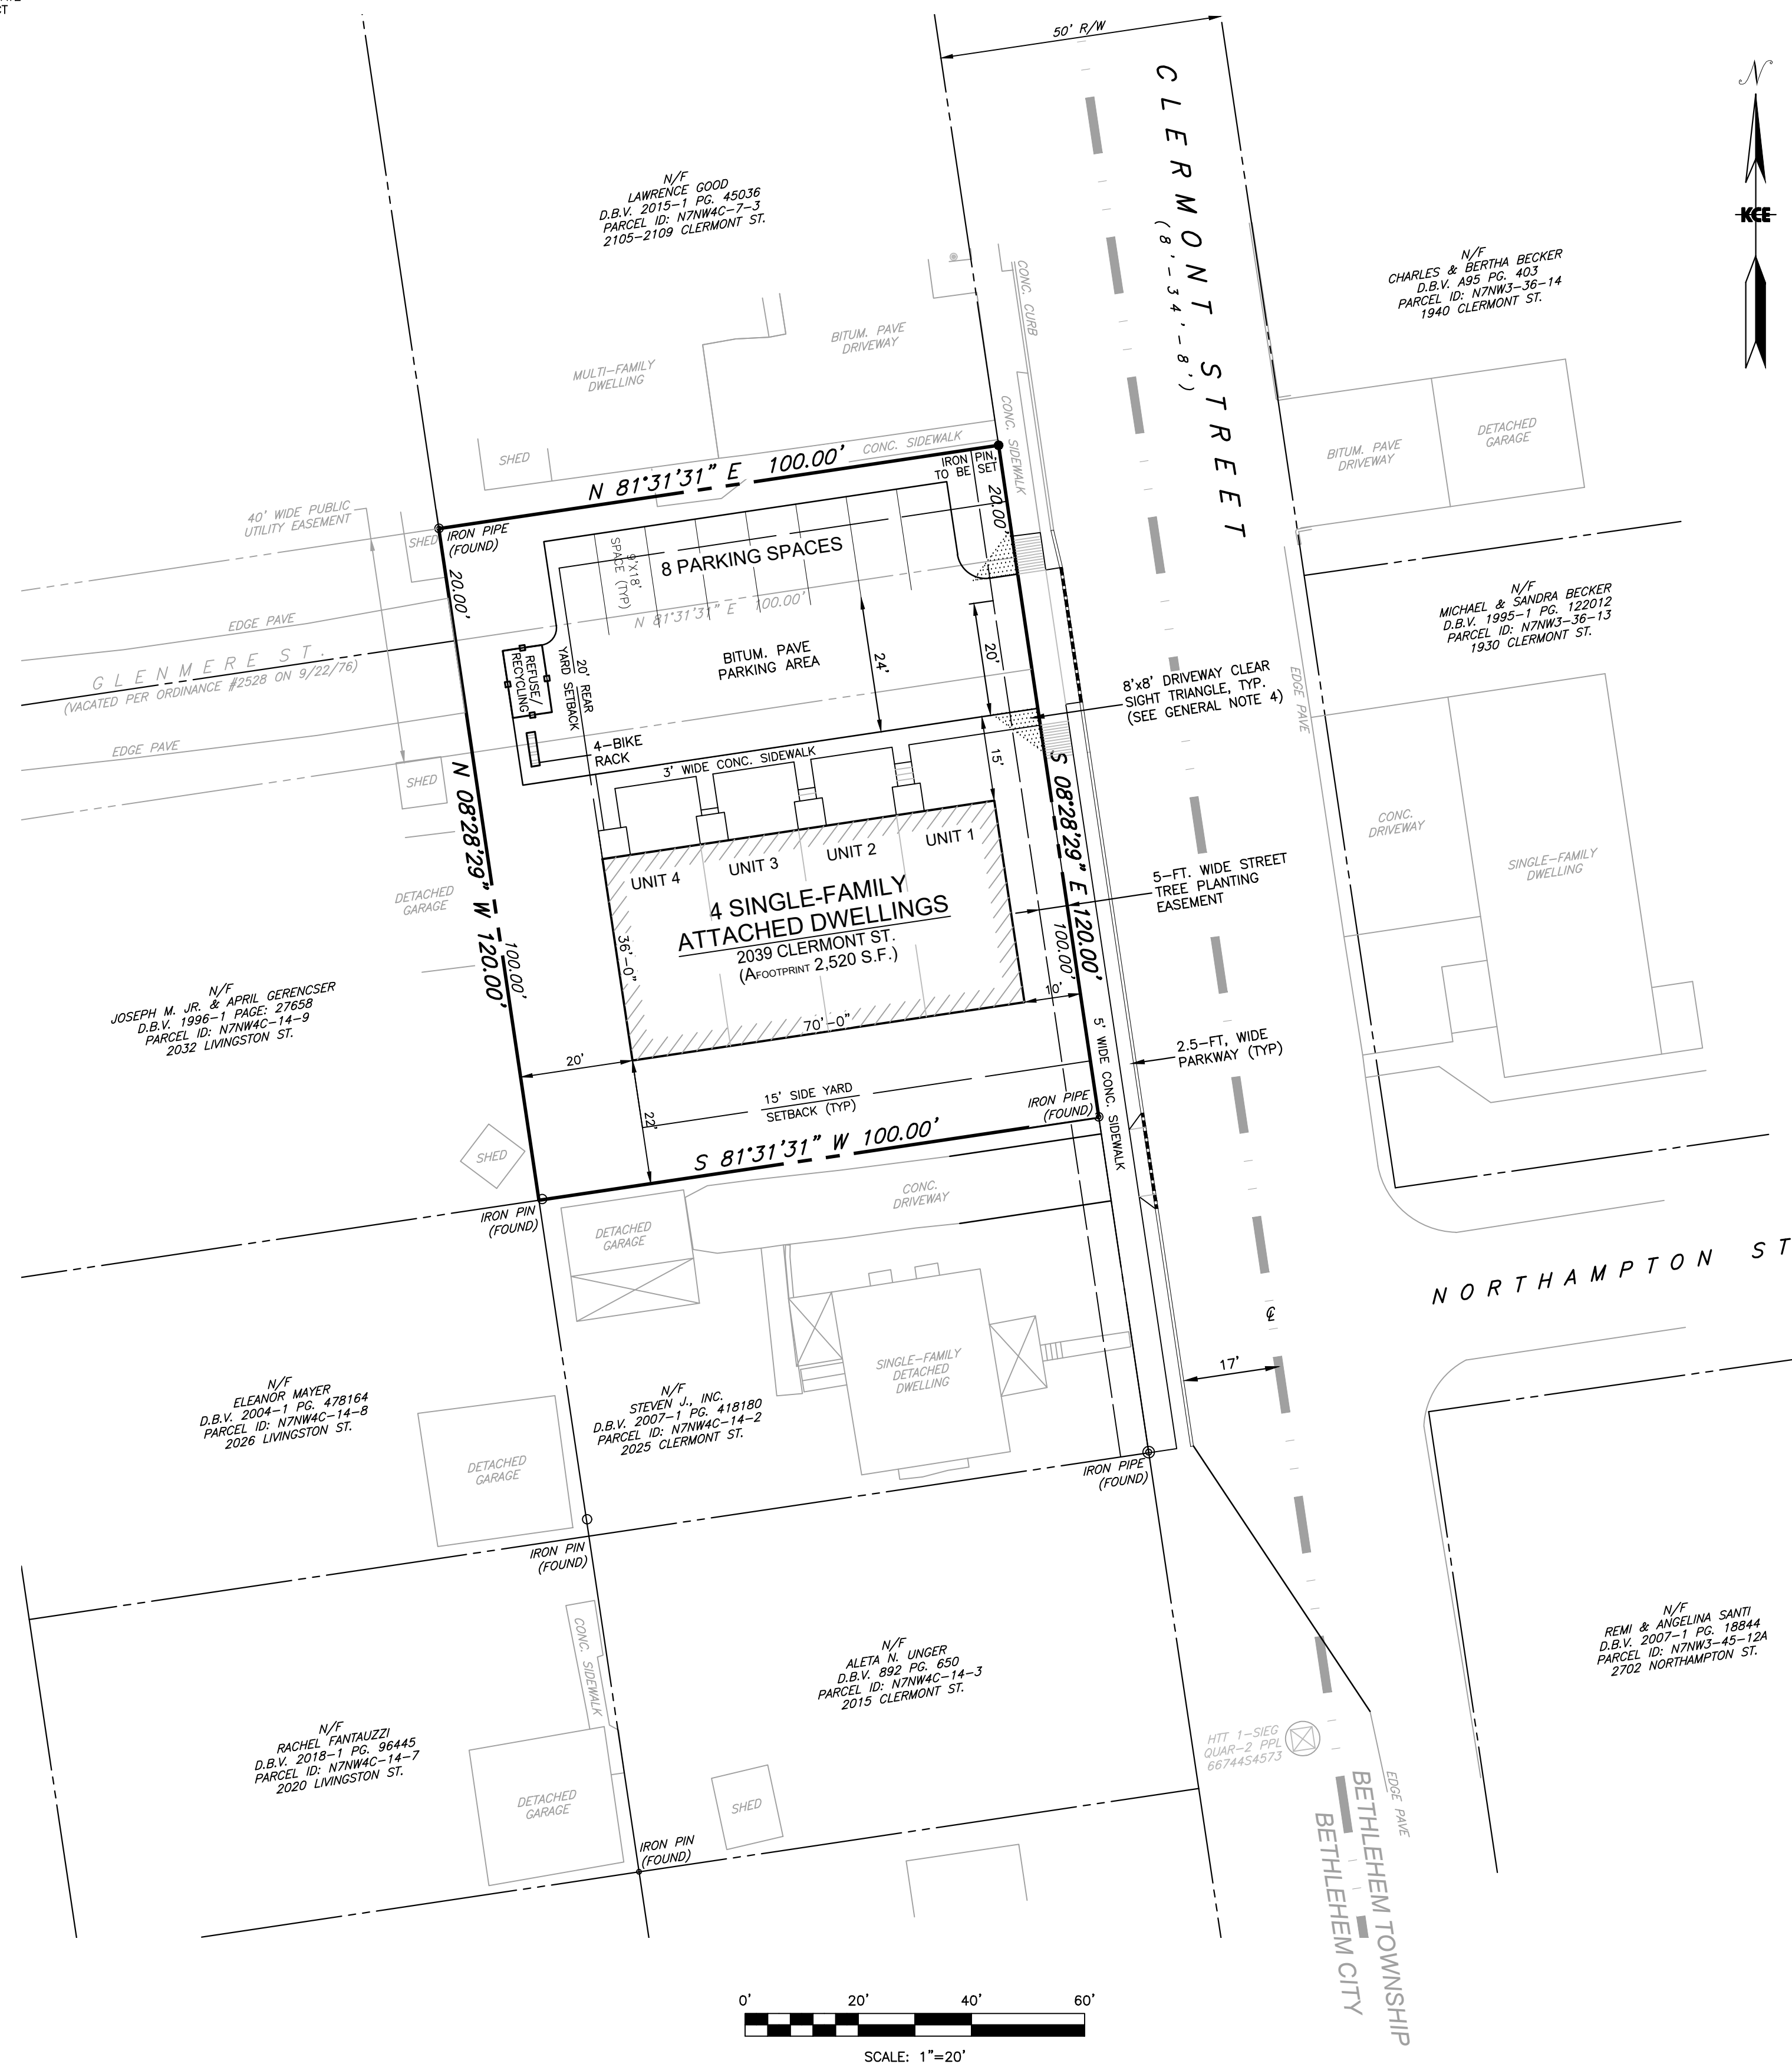 CT
50' R/W
N
KCE
CLERMONT STREET
(8'-34'-8')
N/F
LAWRENCE GOOD
D.B.V. 2015-1 PG. 45036
PARCEL ID: N7NW4C-7-3
2105-2109 CLERMONT ST.
N/F
CHARLES & BERTHA BECKER
D.B.V. A95 PG. 403
PARCEL ID: N7NW3-36-14
1940 CLERMONT ST.
CONC. CURB
BITUM. PAVE
DRIVEWAY
MULTI-FAMILY
DWELLING
CONC. SIDEWALK
SHED
CONC. SIDEWALK
BITUM. PAVE
DRIVEWAY
DETACHED
GARAGE
N 81°31'31" E 100.00'
IRON PIN,
TO BE SET
20.00'
40' WIDE PUBLIC
UTILITY EASEMENT
SHED
IRON PIPE
(FOUND)
20.00'
9'X18'
SPACE (TYP)
8 PARKING SPACES
N 81°31'31" E 100.00'
EDGE PAVE
GLENMERE ST.
(VACATED PER ORDINANCE #2528 ON 9/22/76)
EDGE PAVE
SHED
REFUSE/
RECYCLING
20' REAR
YARD SETBACK
BITUM. PAVE
PARKING AREA
24'
20'
8'x8' DRIVEWAY CLEAR
SIGHT TRIANGLE, TYP.
(SEE GENERAL NOTE 4)
N/F
MICHAEL & SANDRA BECKER
D.B.V. 1995-1 PG. 122012
PARCEL ID: N7NW3-36-13
1930 CLERMONT ST.
EDGE PAVE
4-BIKE
RACK
3' WIDE CONC. SIDEWALK
15'
N 08°28'29" W 120.00'
100.00'
S 08°28'29" E 120.00'
100.00'
UNIT 4
UNIT 3
UNIT 2
UNIT 1
4 SINGLE-FAMILY
ATTACHED DWELLINGS
2039 CLERMONT ST.
(AFOOTPRINT 2,520 S.F.)
36'-0"
70'-0"
10'
5-FT. WIDE STREET
TREE PLANTING
EASEMENT
CONC.
DRIVEWAY
SINGLE-FAMILY
DWELLING
DETACHED
GARAGE
N/F
JOSEPH M. JR. & APRIL GERENCSER
D.B.V. 1996-1 PAGE: 27658
PARCEL ID: N7NW4C-14-9
2032 LIVINGSTON ST.
20'
22'
15' SIDE YARD
SETBACK (TYP)
IRON PIPE
(FOUND)
5' WIDE CONC. SIDEWALK
2.5-FT, WIDE
PARKWAY (TYP)
S 81°31'31" W 100.00'
SHED
IRON PIN
(FOUND)
DETACHED
GARAGE
CONC.
DRIVEWAY
NORTHAMPTON ST
℄
17'
SINGLE-FAMILY
DETACHED
DWELLING
N/F
ELEANOR MAYER
D.B.V. 2004-1 PG. 478164
PARCEL ID: N7NW4C-14-8
2026 LIVINGSTON ST.
N/F
STEVEN J., INC.
D.B.V. 2007-1 PG. 418180
PARCEL ID: N7NW4C-14-2
2025 CLERMONT ST.
DETACHED
GARAGE
IRON PIPE
(FOUND)
IRON PIN
(FOUND)
CONC. SIDEWALK
N/F
ALETA N. UNGER
D.B.V. 892 PG. 650
PARCEL ID: N7NW4C-14-3
2015 CLERMONT ST.
N/F
REMI & ANGELINA SANTI
D.B.V. 2007-1 PG. 18844
PARCEL ID: N7NW3-45-12A
2702 NORTHAMPTON ST.
N/F
RACHEL FANTAUZZI
D.B.V. 2018-1 PG. 96445
PARCEL ID: N7NW4C-14-7
2020 LIVINGSTON ST.
DETACHED
GARAGE
SHED
HTT 1-SIEG
QUAR-2 PPL
66744S4573
EDGE PAVE
IRON PIN
(FOUND)
BETHLEHEM TOWNSHIP
BETHLEHEM CITY
0' 20' 40' 60'
SCALE: 1"=20'